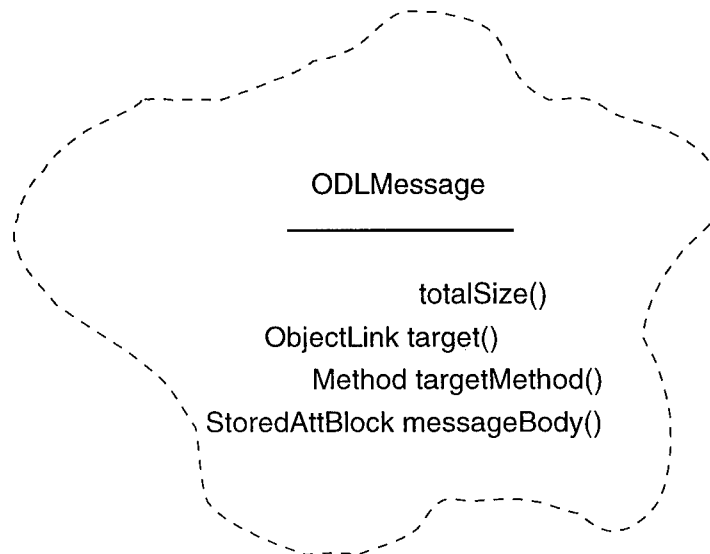 ODLMessage
totalSize()
ObjectLink target()
Method targetMethod()
StoredAttBlock messageBody()